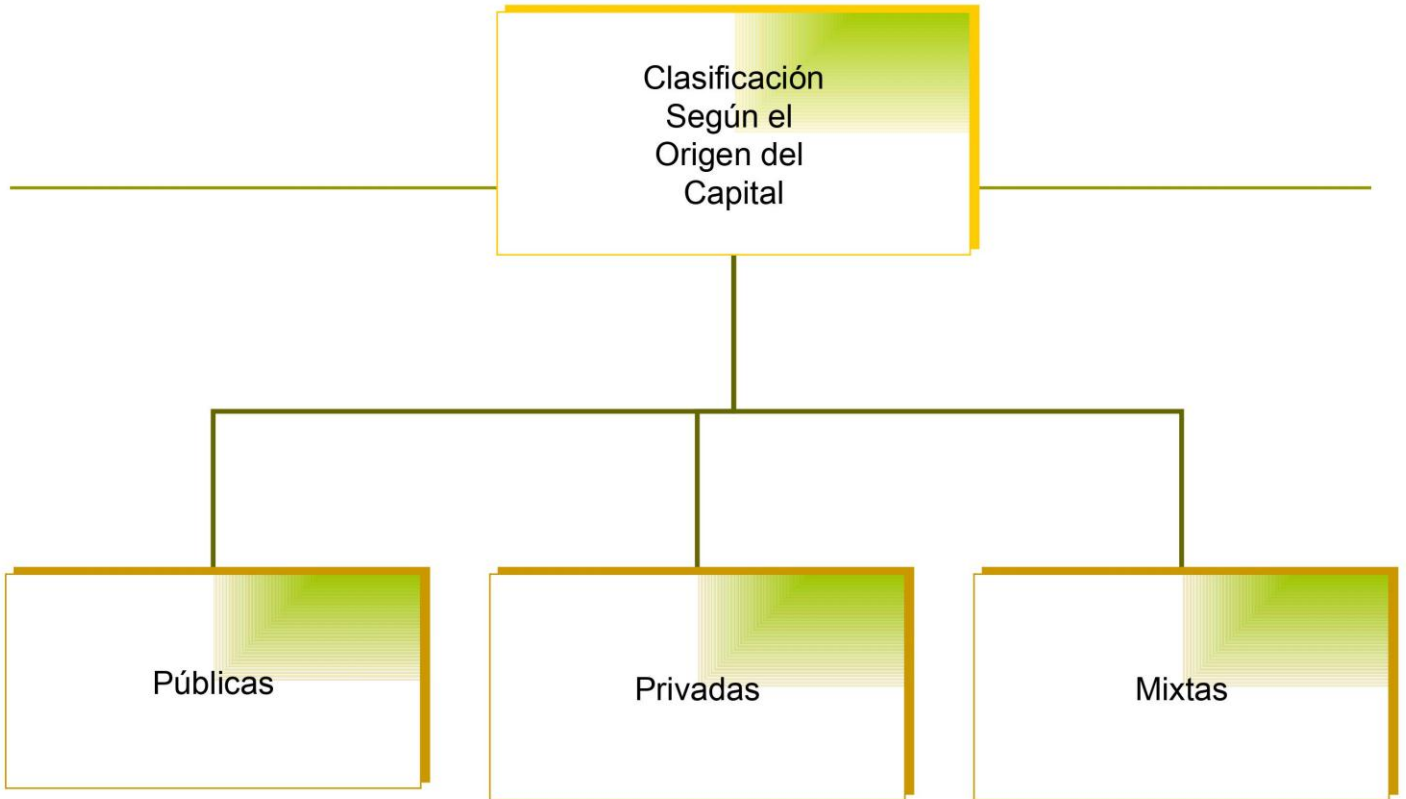 Clasificación
Según el
Origen del
Capital
Públicas
Privadas
Mixtas